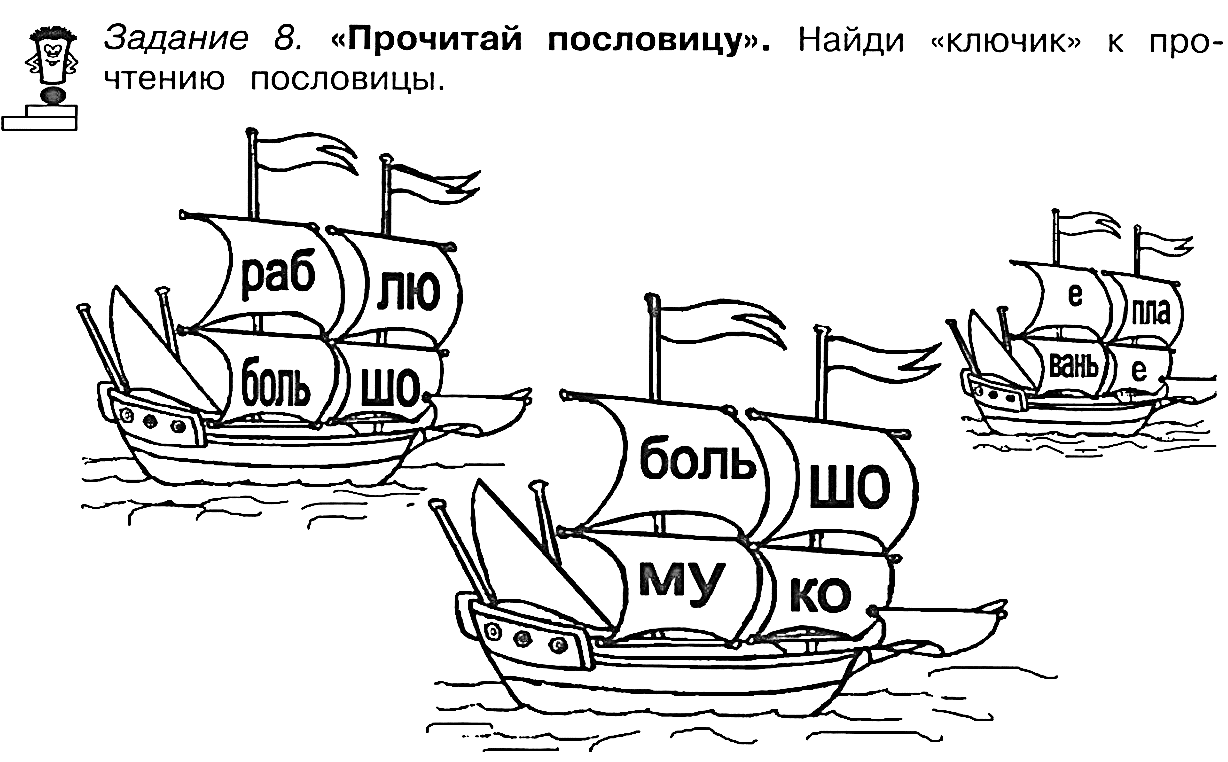 Задание 8. «Прочитай пословицу». Найди «ключик» к про-
чтению пословицы.
раб лю
боль шо
боль шо
му ко
е пла
вань е